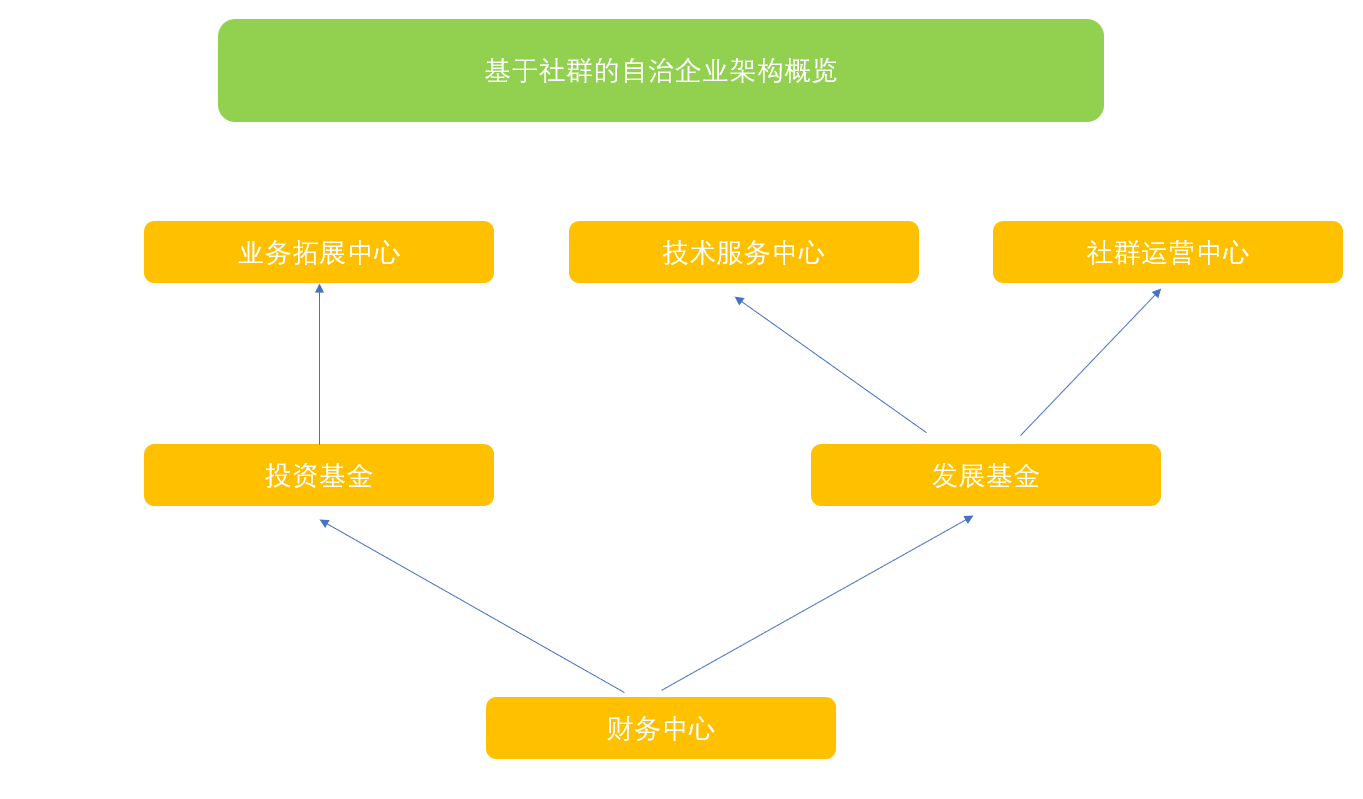 基于社群的自治企业架构概览
业务拓展中心
技术服务中心
社群运营中心
投资基金
发展基金
财务中心